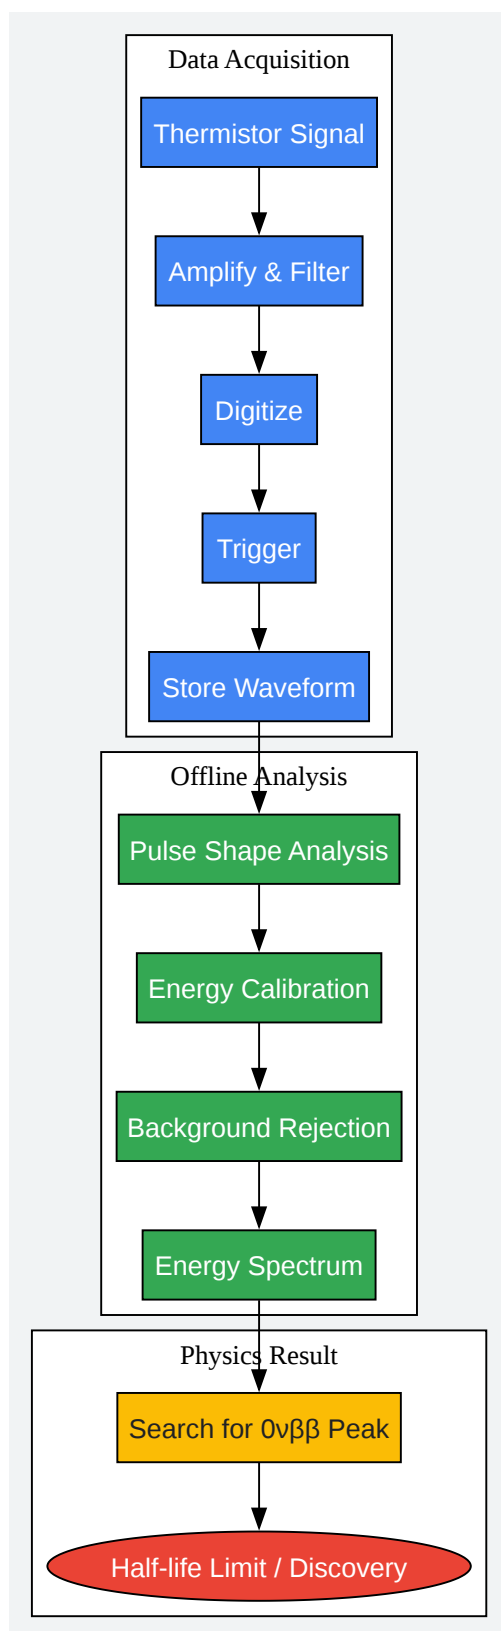 Data Acquisition
Thermistor Signal
Amplify & Filter
Digitize
Trigger
Store Waveform
Offline Analysis
Pulse Shape Analysis
Energy Calibration
Background Rejection
Energy Spectrum
Physics Result
Search for 0νββ Peak
Half-life Limit / Discovery